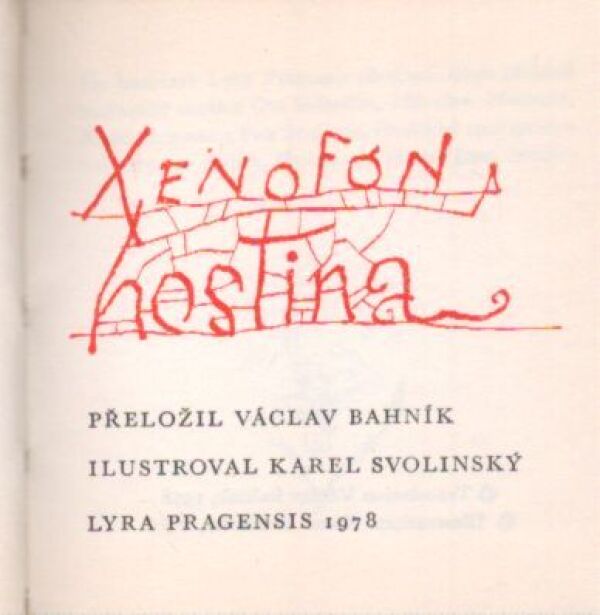 XENOFON
hostina
PŘELOŽIL VÁCLAV BAHNÍK
ILUSTROVAL KAREL SVOLINSKÝ
LYRA PRAGENSIS 1978